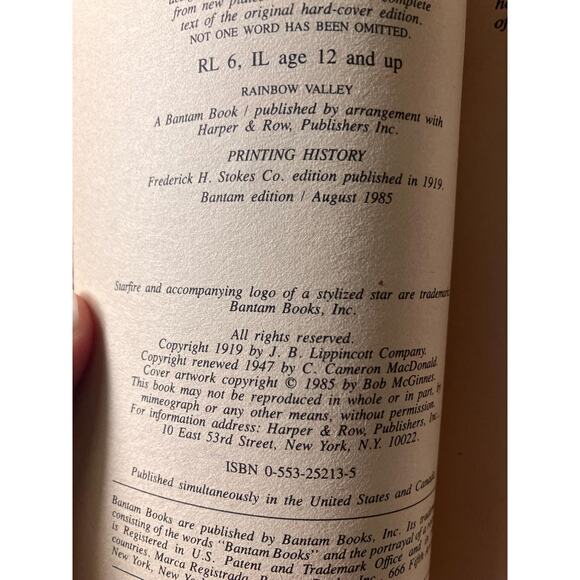 from new plates
complete
text of the original hard-cover edition.
NOT ONE WORD HAS BEEN OMITTED.
RL 6, IL age 12 and up
RAINBOW VALLEY
A Bantam Book / published by arrangement with
Harper & Row, Publishers Inc.
PRINTING HISTORY
Frederick H. Stokes Co. edition published in 1919.
Bantam edition / August 1985
Starfire and accompanying logo of a stylized star are trademar
Bantam Books, Inc.
All rights reserved.
Copyright 1919 by J. B. Lippincott Company.
Copyright renewed 1947 by C. Cameron MacDonald.
Cover artwork copyright © 1985 by Bob McGinnes.
This book may not be reproduced in whole or in part, by
mimeograph or any other means, without permission.
For information address: Harper & Row, Publishers, Inc.
10 East 53rd Street, New York, N.Y. 10022.
ISBN 0-553-25213-5
Published simultaneously in the United States and Canada
Bantam Books are published by Bantam Books, Inc. Its
consisting of the words "Bantam Books" and the portrayal of a
is Registered in U.S. Patent and Trademark Office and in
countries. Marca Registrada. Books, Inc., 666 Fifth
New York, New
of